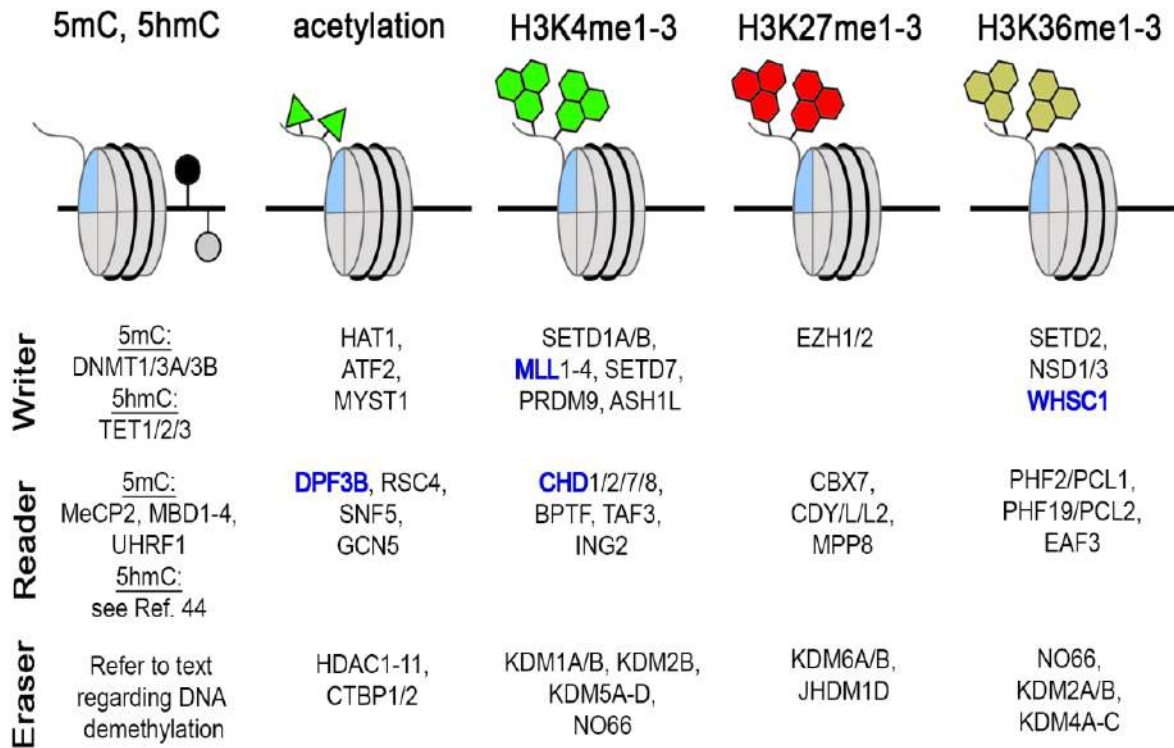 5mC, 5hmC
acetylation
H3K4me1-3
H3K27me1-3
H3K36me1-3
Writer
5mC:
DNMT1/3A/3B
5hmC:
TET1/2/3
HAT1,
ATF2,
MYST1
SETD1A/B,
MLL1-4, SETD7,
PRDM9, ASH1L
EZH1/2
SETD2,
NSD1/3
WHSC1
Reader
5mC:
MeCP2, MBD1-4,
UHRF1
5hmC:
see Ref. 44
DPF3B, RSC4,
SNF5,
GCN5
CHD1/2/7/8,
BPTF, TAF3,
ING2
CBX7,
CDY/L/L2,
MPP8
PHF2/PCL1,
PHF19/PCL2,
EAF3
Eraser
Refer to text
regarding DNA
demethylation
HDAC1-11,
CTBP1/2
KDM1A/B, KDM2B,
KDM5A-D,
NO66
KDM6A/B,
JHDM1D
NO66,
KDM2A/B,
KDM4A-C